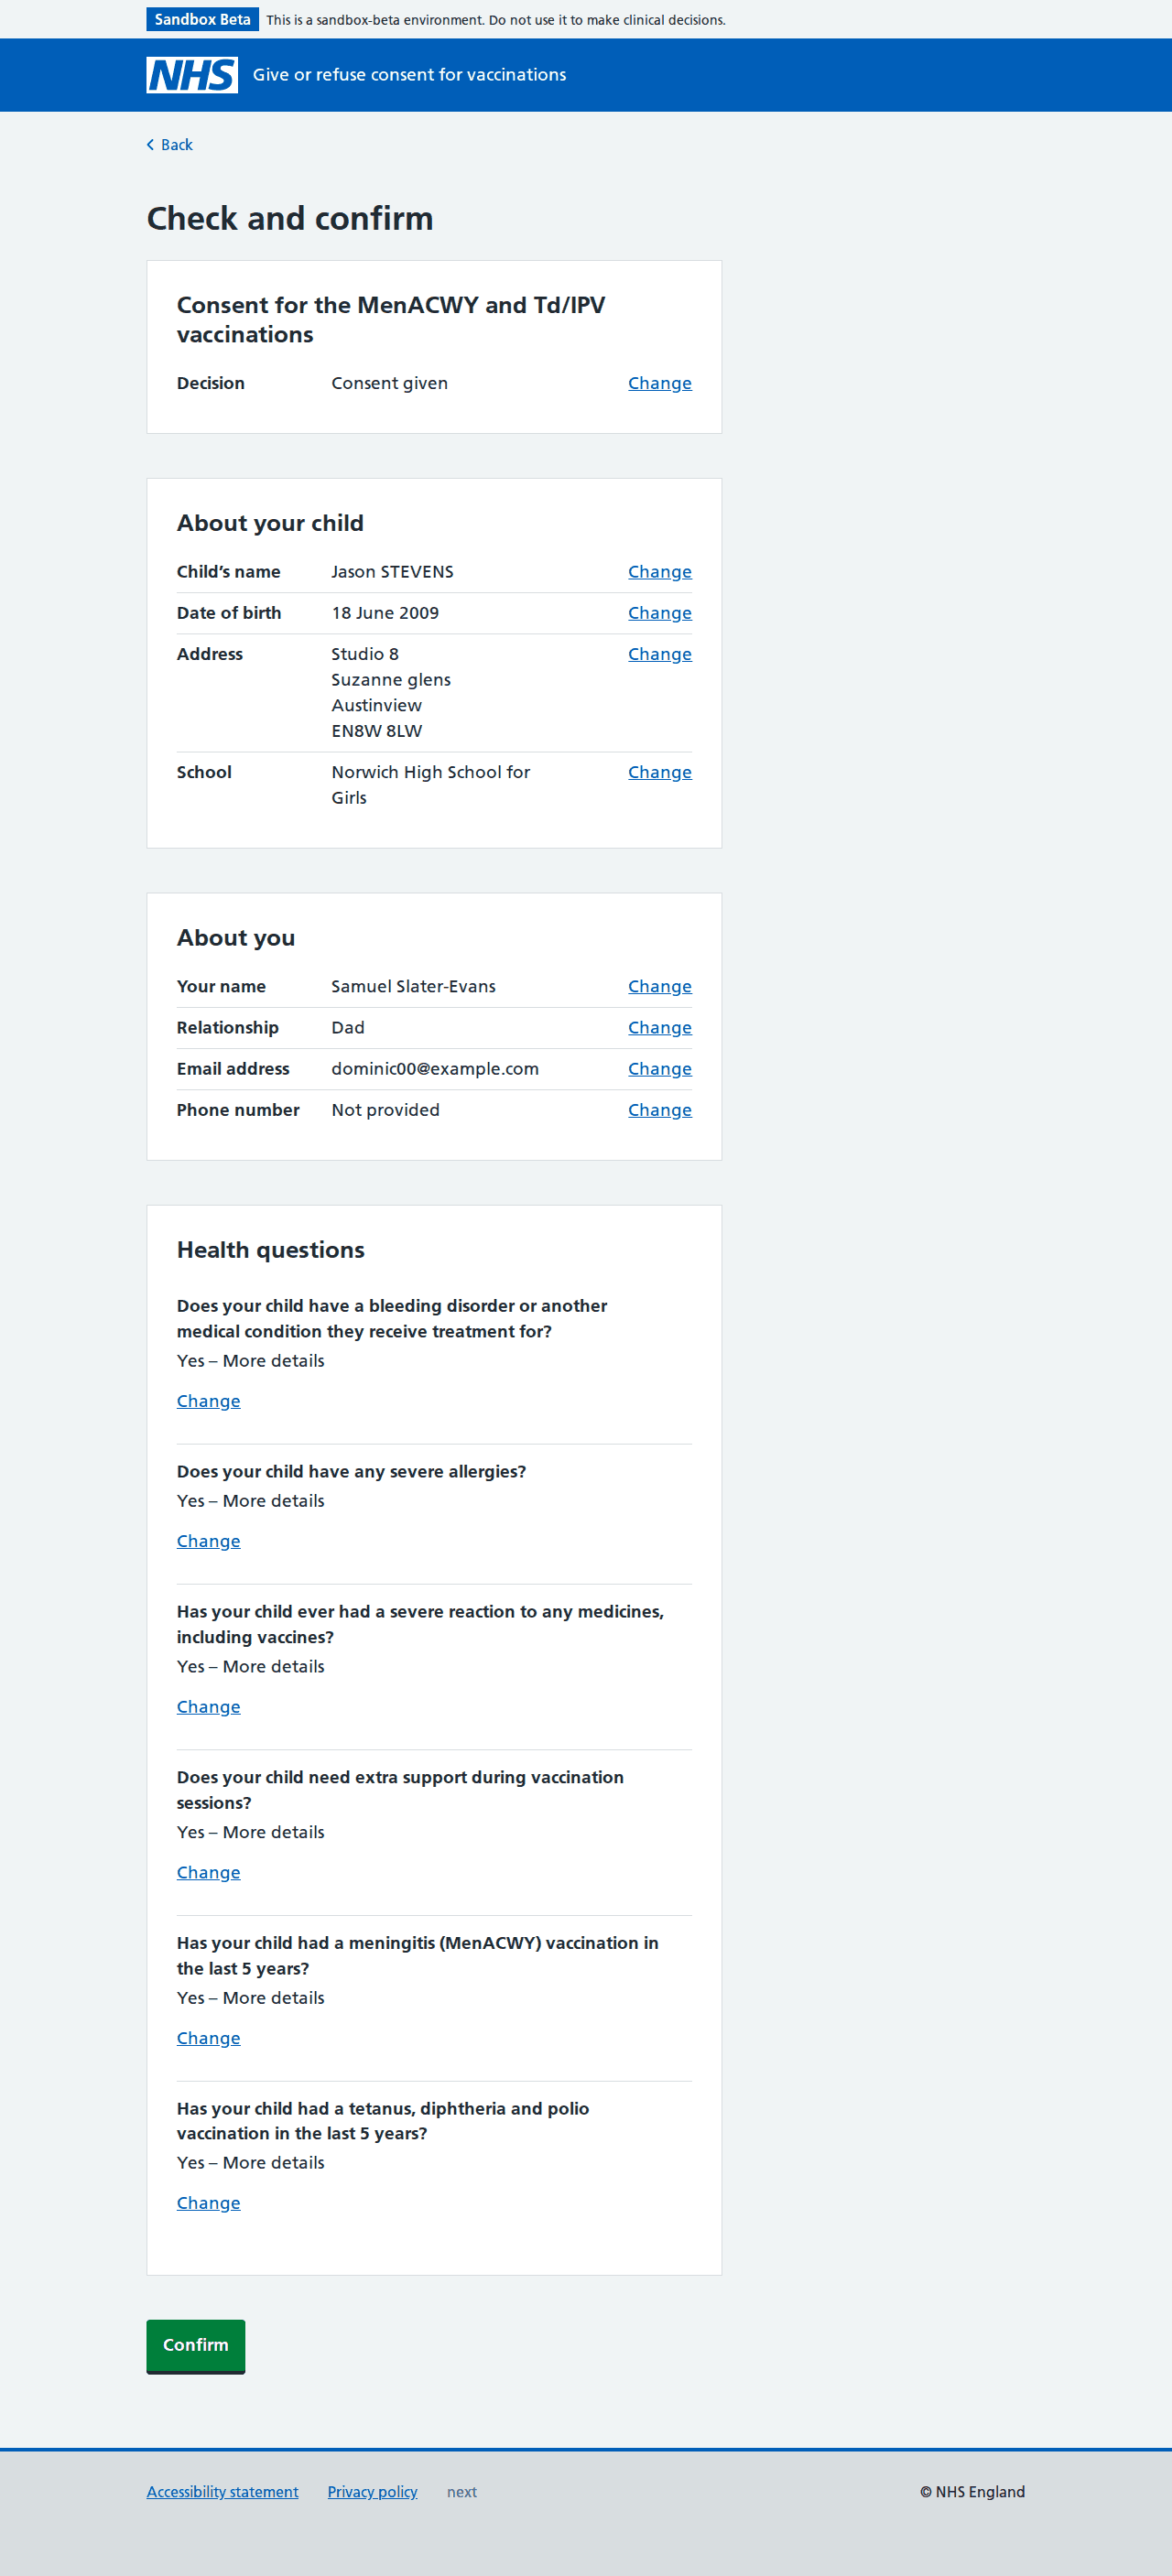 Sandbox Beta This is a sandbox-beta environment. Do not use it to make clinical decisions.
NHS Give or refuse consent for vaccinations
Back
Check and confirm
Consent for the MenACWY and Td/IPV
vaccinations
Decision Consent given Change
About your child
Child’s name Jason STEVENS Change
Date of birth 18 June 2009 Change
Address Studio 8 Change
Suzanne glens
Austinview
EN8W 8LW
School Norwich High School for Change
Girls
About you
Your name Samuel Slater-Evans Change
Relationship Dad Change
Email address dominic00@example.com Change
Phone number Not provided Change
Health questions
Does your child have a bleeding disorder or another
medical condition they receive treatment for?
Yes – More details
Change
Does your child have any severe allergies?
Yes – More details
Change
Has your child ever had a severe reaction to any medicines,
including vaccines?
Yes – More details
Change
Does your child need extra support during vaccination
sessions?
Yes – More details
Change
Has your child had a meningitis (MenACWY) vaccination in
the last 5 years?
Yes – More details
Change
Has your child had a tetanus, diphtheria and polio
vaccination in the last 5 years?
Yes – More details
Change
Confirm
Accessibility statement Privacy policy next © NHS England